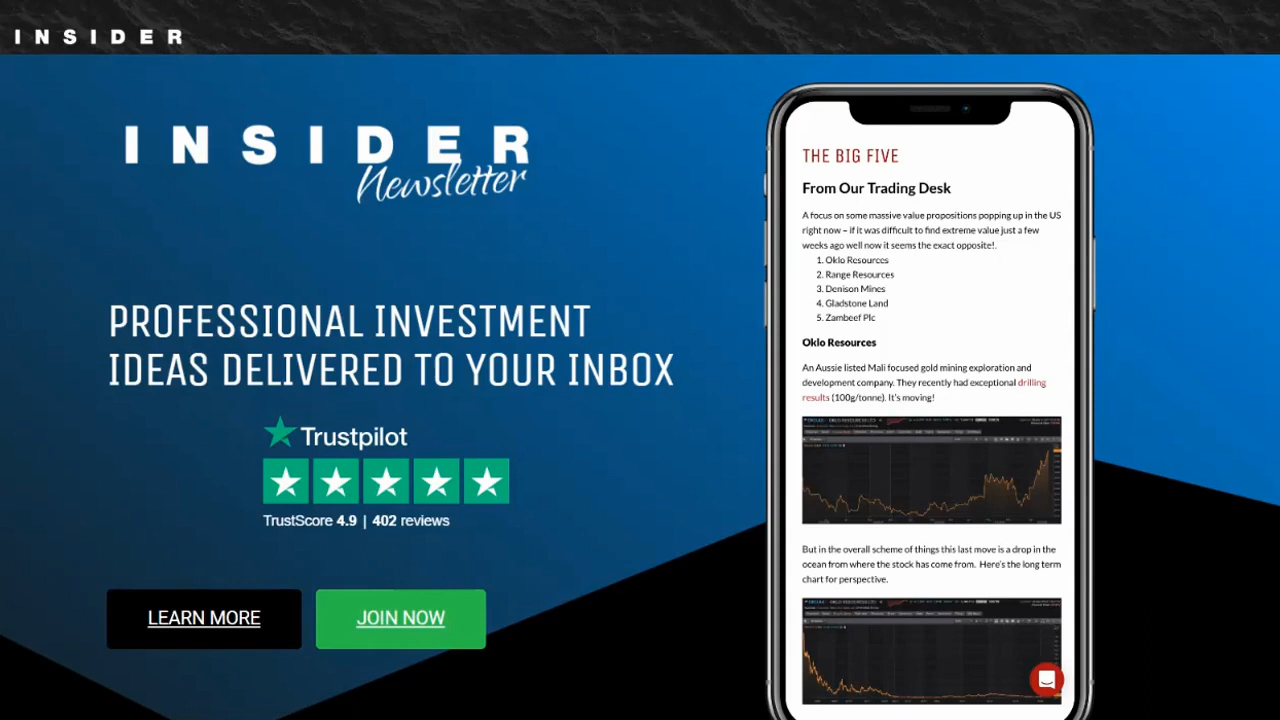 INSIDER
INSIDER
Newsletter
PROFESSIONAL INVESTMENT
IDEAS DELIVERED TO YOUR INBOX
Trustpilot
TrustScore 4.9 | 402 reviews
LEARN MORE
JOIN NOW
THE BIG FIVE
From Our Trading Desk
A focus on some massive value propositions popping up in the US
right now – if it was difficult to find extreme value just a few
weeks ago well now it seems the exact opposite!.
1. Oklo Resources
2. Range Resources
3. Denison Mines
4. Gladstone Land
5. Zambeef Plc
Oklo Resources
An Aussie listed Mali focused gold mining exploration and
development company. They recently had exceptional drilling
results (100g/tonne). It's moving!
But in the overall scheme of things this last move is a drop in the
ocean from where the stock has come from. Here's the long term
chart for perspective.